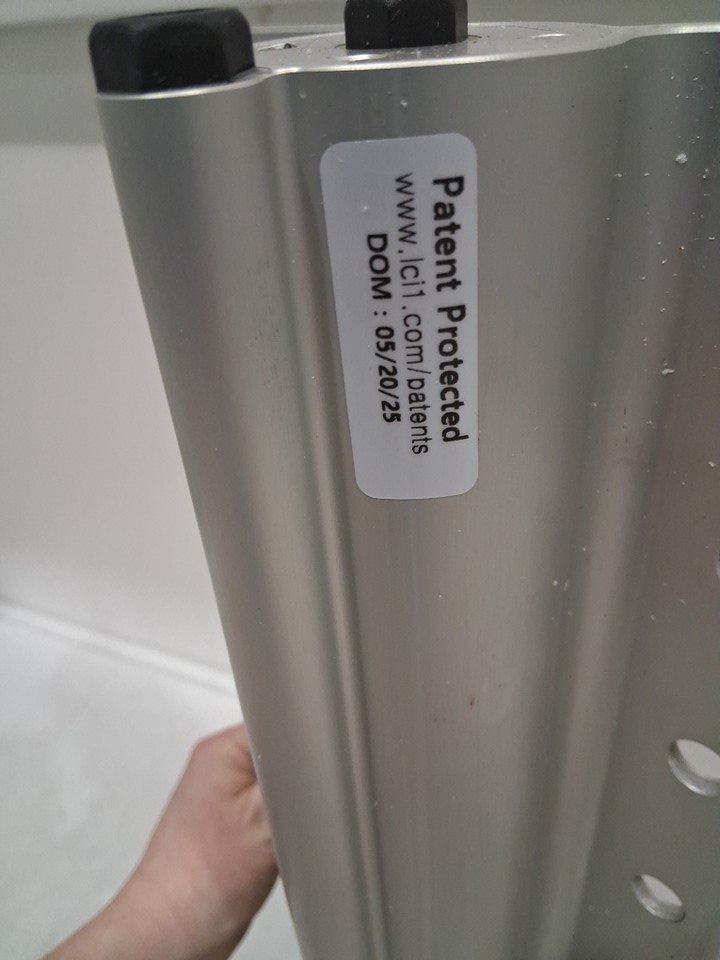 Patent Protected
www.lci1.com/patents
DOM : 05/20/25